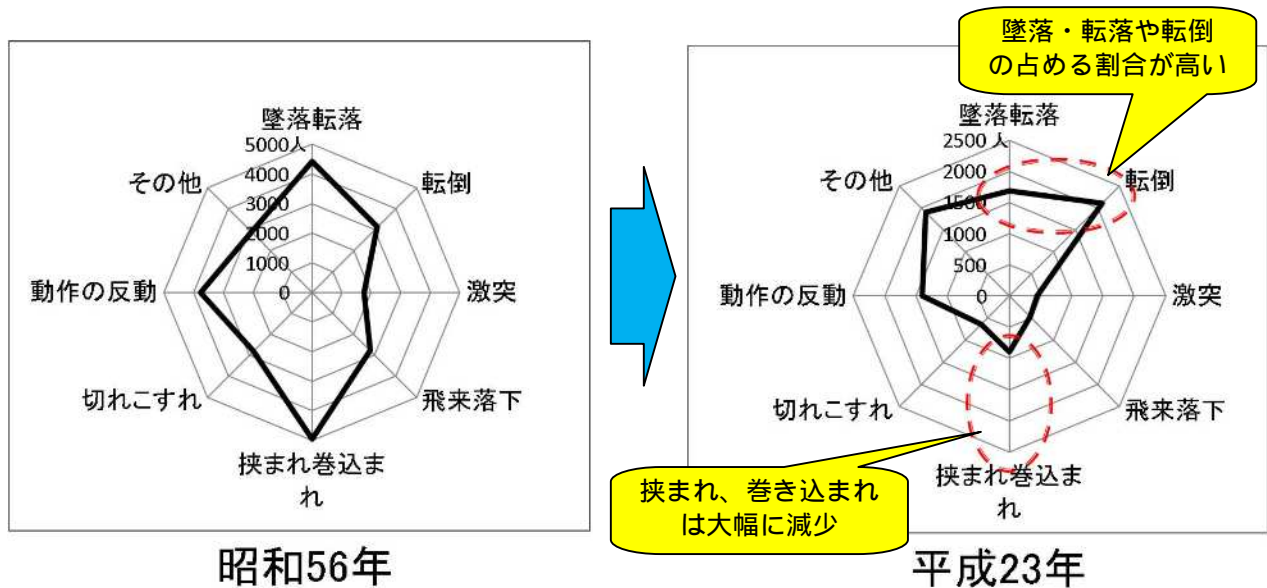 墜落転落
5000人
4000
3000
2000
1000
0
転倒
激突
飛来落下
挟まれ巻込ま
れ
切れこすれ
動作の反動
その他
昭和56年
墜落・転落や転倒
の占める割合が高い
墜落転落
2500人
2000
1500
1000
500
0
転倒
激突
飛来落下
挟まれ巻込ま
れ
切れこすれ
動作の反動
その他
挟まれ、巻き込まれ
は大幅に減少
平成23年